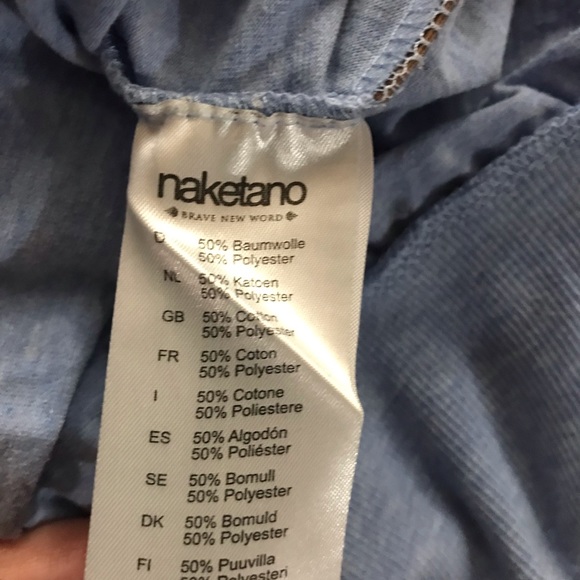 naketano
BRAVE NEW WORD
D 50% Baumwolle
50% Polyester
NL 50% Katoen
50% Polyester
GB 50% Cotton
50% Polyester
FR 50% Coton
50% Polyester
I 50% Cotone
50% Poliestere
ES 50% Algodón
50% Poliéster
SE 50% Bomull
50% Polyester
DK 50% Bomuld
50% Polyester
FI 50% Puuvilla
50% Polyesteri